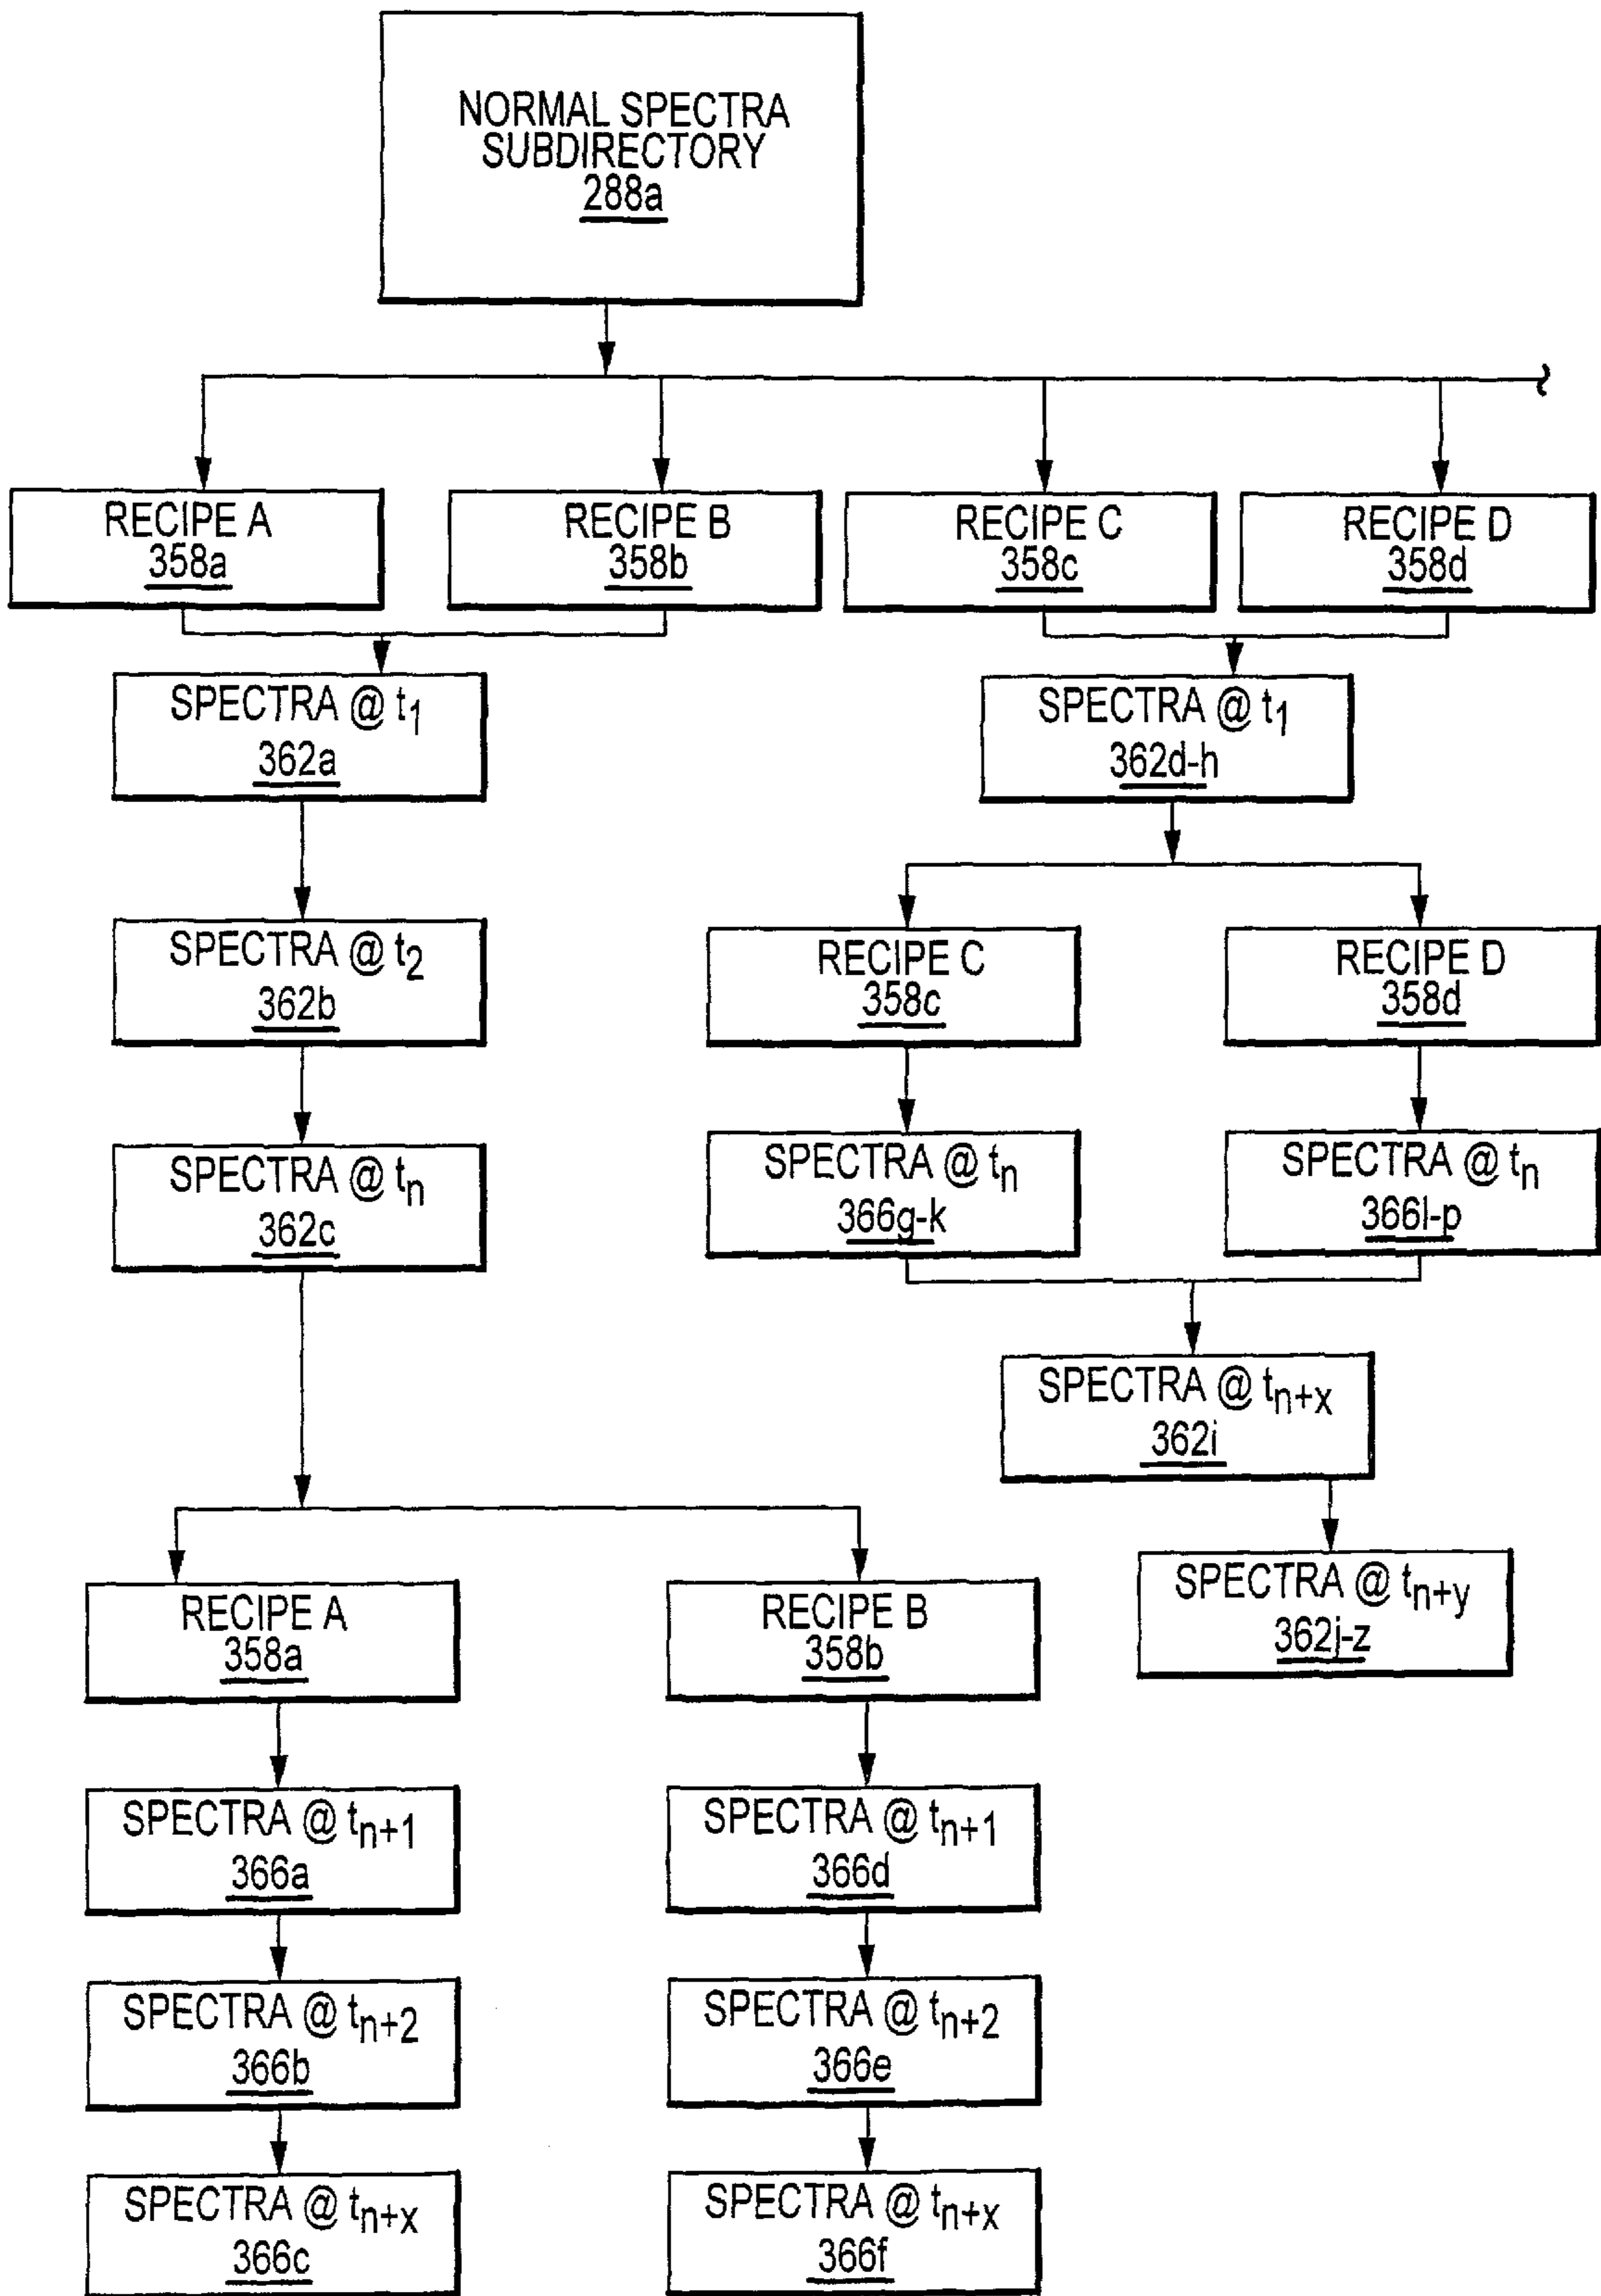 NORMAL SPECTRA
SUBDIRECTORY
288a
RECIPE A
358a
RECIPE B
358b
RECIPE C
358c
RECIPE D
358d
SPECTRA @ t1
362a
SPECTRA @ t1
362d-h
SPECTRA @ t2
362b
RECIPE C
358c
RECIPE D
358d
SPECTRA @ tn
362c
SPECTRA @ tn
366g-k
SPECTRA @ tn
366l-p
SPECTRA @ tn+x
362i
SPECTRA @ tn+y
362j-z
RECIPE A
358a
RECIPE B
358b
SPECTRA @ tn+1
366a
SPECTRA @ tn+1
366d
SPECTRA @ tn+2
366b
SPECTRA @ tn+2
366e
SPECTRA @ tn+x
366c
SPECTRA @ tn+x
366f